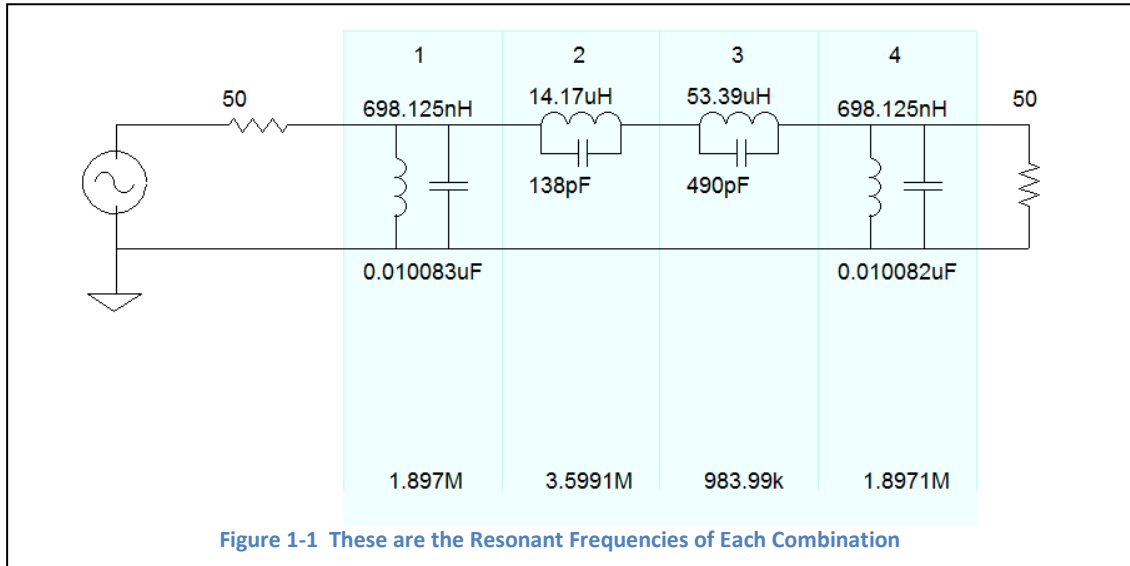 1 2 3 4
50 698.125nH 14.17uH 53.39uH 698.125nH 50
138pF 490pF
0.010083uF 0.010082uF
1.897M 3.5991M 983.99k 1.8971M
Figure 1-1 These are the Resonant Frequencies of Each Combination